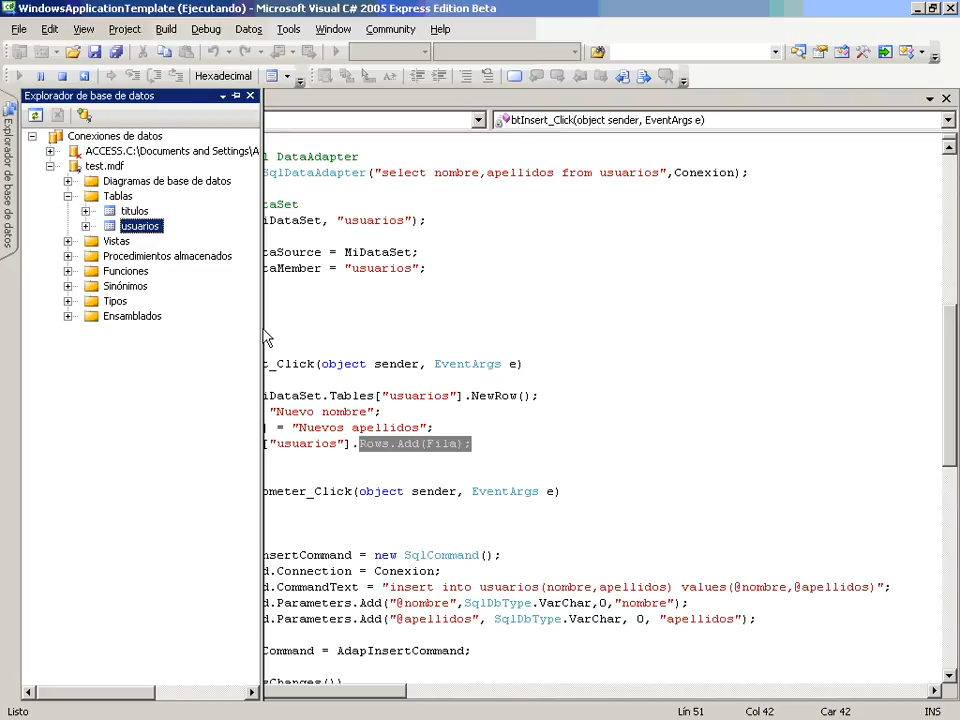 WindowsApplicationTemplate (Ejecutando) - Microsoft Visual C# 2005 Express Edition Beta
File Edit View Project Build Debug Datos Tools Window Community Help
Hexadecimal
Explorador de base de datos
btInsert_Click(object sender, EventArgs e)
Explorador de base de datos
Conexiones de datos
ACCESS.C:\Documents and Settings\A
test.mdf
Diagramas de base de datos
Tablas
titulos
usuarios
Vistas
Procedimientos almacenados
Funciones
Sinónimos
Tipos
Ensamblados
l DataAdapter
SqlDataAdapter("select nombre,apellidos from usuarios",Conexion);
taSet
iDataSet, "usuarios");
taSource = MiDataSet;
taMember = "usuarios";
t_Click(object sender, EventArgs e)
iDataSet.Tables["usuarios"].NewRow();
"Nuevo nombre";
] = "Nuevos apellidos";
["usuarios"].Rows.Add(Fila);
ometer_Click(object sender, EventArgs e)
nsertCommand = new SqlCommand();
d.Connection = Conexion;
d.CommandText = "insert into usuarios(nombre,apellidos) values(@nombre,@apellidos)";
d.Parameters.Add("@nombre",SqlDbType.VarChar,0,"nombre");
d.Parameters.Add("@apellidos", SqlDbType.VarChar, 0, "apellidos");
Command = AdapInsertCommand;
sChanges())
Listo
Lín 51 Col 42 Car 42 INS